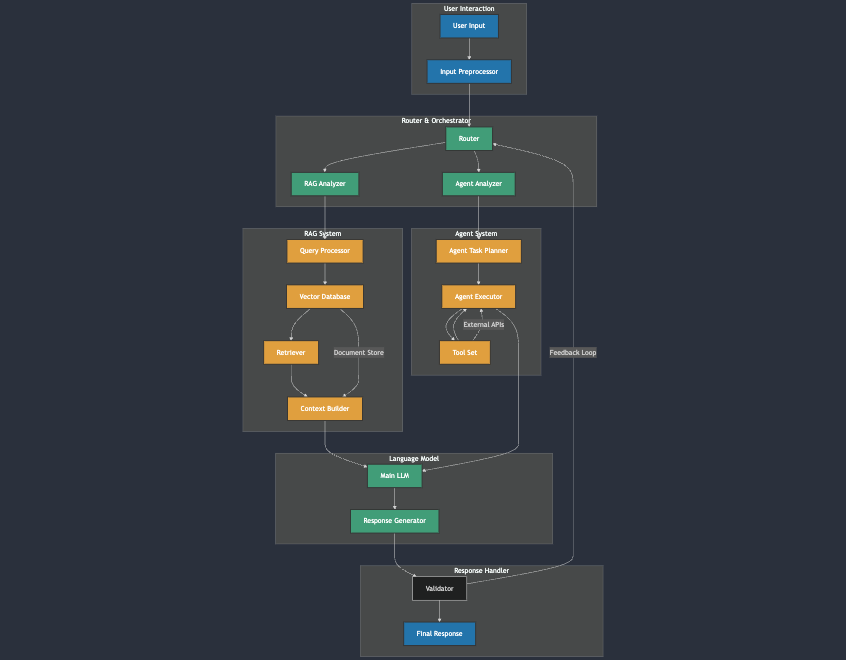 User Interaction
User Input
Input Preprocessor
Router & Orchestrator
Router
RAG Analyzer
Agent Analyzer
RAG System
Agent System
Query Processor
Agent Task Planner
Vector Database
Agent Executor
External APIs
Retriever
Document Store
Tool Set
Feedback Loop
Context Builder
Language Model
Main LLM
Response Generator
Response Handler
Validator
Final Response